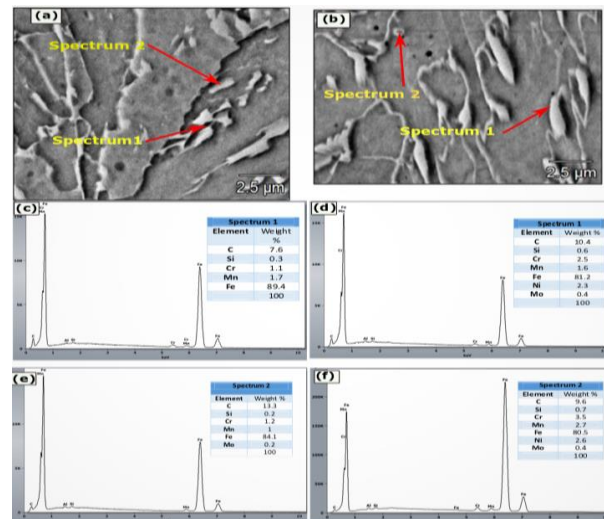 (a)
Spectrum 2
Spectrum1
2.5 µm
(b)
Spectrum 2
Spectrum 1
2.5 µm
(c)
Spectrum 1
Element Weight %
C 7.6
Si 0.3
Cr 1.1
Mn 1.7
Fe 89.4
100
(d)
Spectrum 1
Element Weight %
C 10.4
Si 0.6
Cr 2.5
Mn 1.6
Fe 81.2
Ni 2.3
Mo 0.4
100
(e)
Spectrum 2
Element Weight %
C 13.3
Si 0.2
Cr 1.2
Mn 1
Fe 84.1
Mo 0.2
100
(f)
Spectrum 2
Element Weight %
C 9.6
Si 0.7
Cr 3.5
Mn 2.7
Fe 80.5
Ni 2.6
Mo 0.4
100